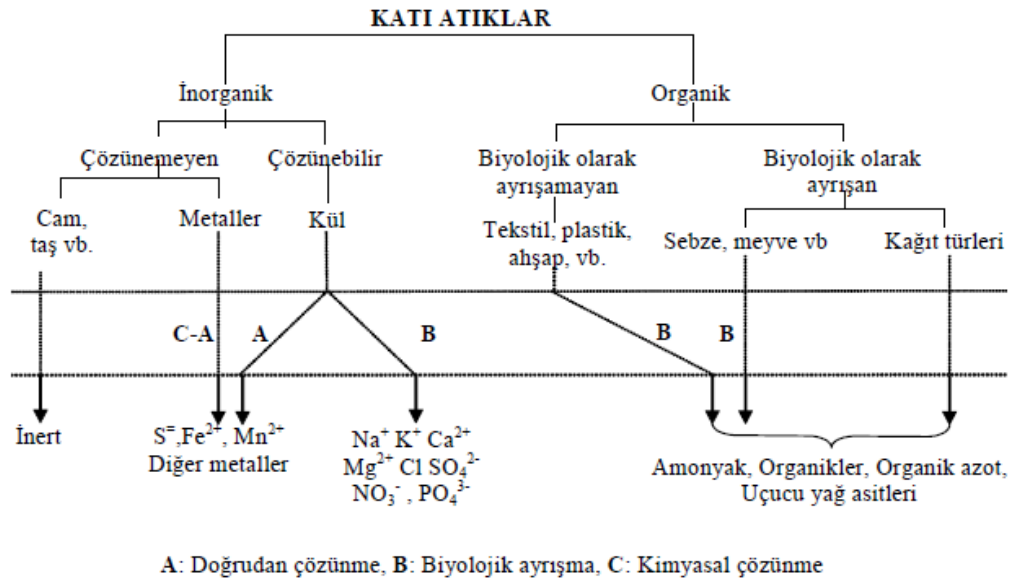 KATI ATIKLAR
İnorganik
Organik
Çözünemeyen
Çözünebilir
Biyolojik olarak
ayrışamayan
Biyolojik olarak
ayrışan
Cam,
taş vb.
Metaller
Kül
Tekstil, plastik,
ahşap, vb.
Sebze, meyve vb
Kağıt türleri
C-A
A
B
B
B
İnert
S⁼,Fe²⁺, Mn²⁺
Diğer metaller
Na⁺ K⁺ Ca²⁺
Mg²⁺ Cl SO₄²⁻
NO₃⁻ , PO₄³⁻
Amonyak, Organikler, Organik azot,
Uçucu yağ asitleri
A: Doğrudan çözünme, B: Biyolojik ayrışma, C: Kimyasal çözünme